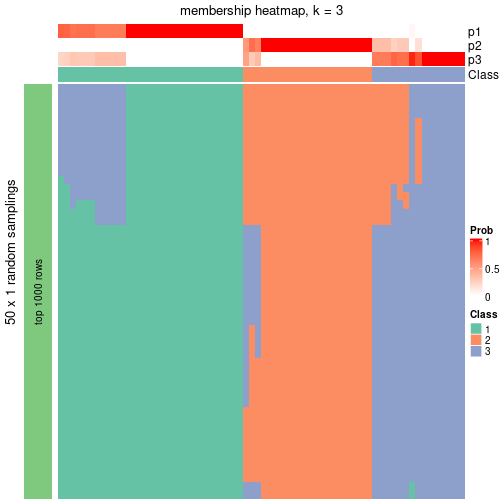 membership heatmap, k = 3
p1
p2
p3
Class
50 x 1 random samplings
top 1000 rows
Prob
1
0.5
0
Class
1
2
3